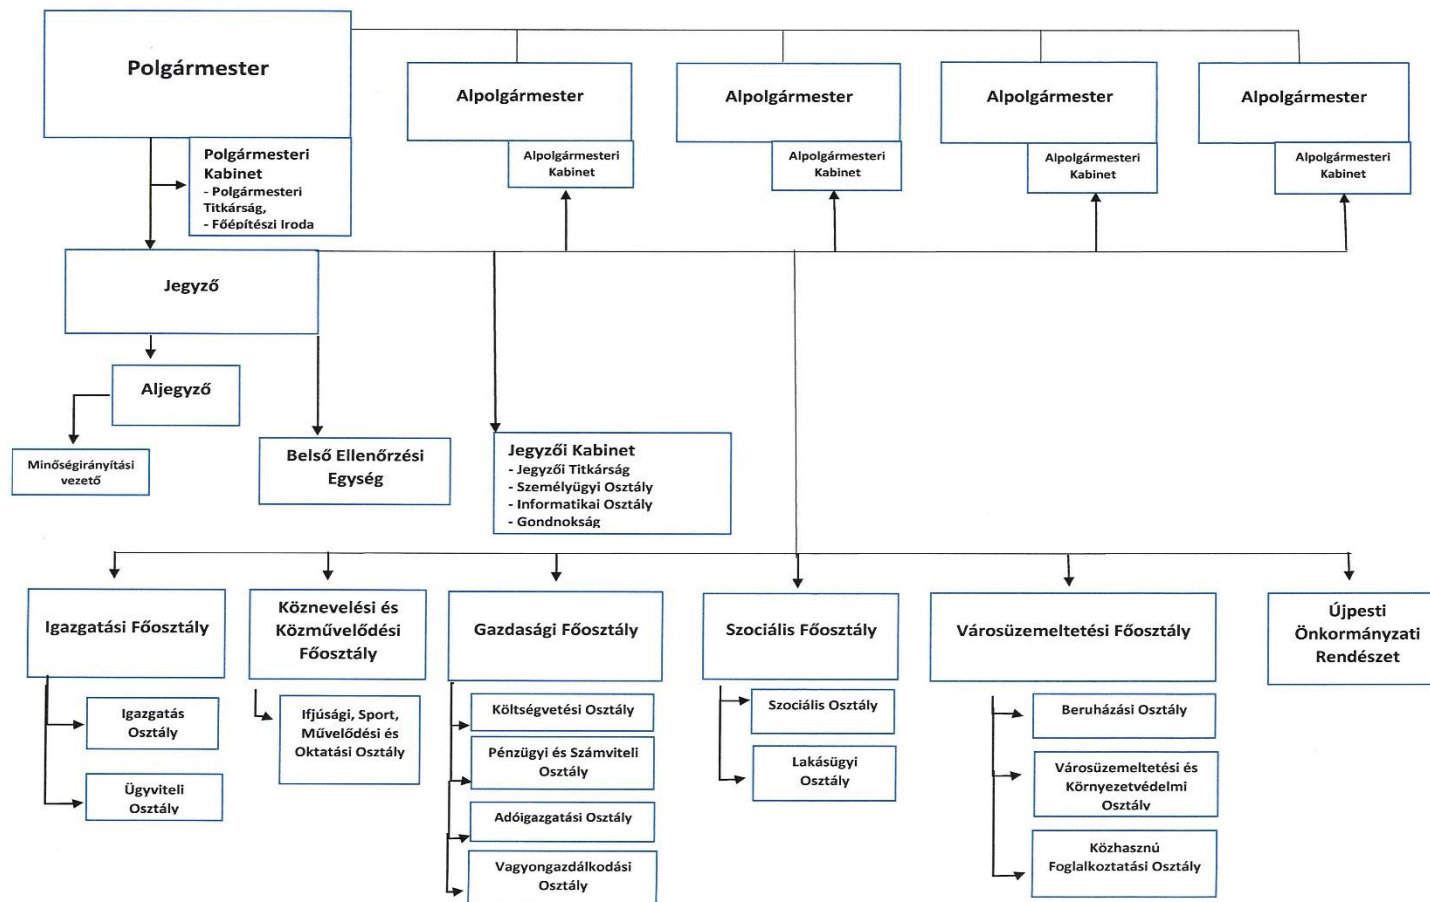 Polgármester
Alpolgármester
Alpolgármester
Alpolgármester
Alpolgármester
Polgármesteri
Kabinet
- Polgármesteri
Titkárság,
- Főépítészi Iroda
Alpolgármesteri
Kabinet
Alpolgármesteri
Kabinet
Alpolgármesteri
Kabinet
Alpolgármesteri
Kabinet
Jegyző
Aljegyző
Minőségirányítási
vezető
Belső Ellenőrzési
Egység
Jegyzői Kabinet
- Jegyzői Titkárság
- Személyügyi Osztály
- Informatikai Osztály
- Gondnokság
Igazgatási Főosztály
Köznevelési és
Közművelődési
Főosztály
Gazdasági Főosztály
Szociális Főosztály
Városüzemeltetési Főosztály
Újpesti
Önkormányzati
Rendészet
Igazgatás
Osztály
Ügyviteli
Osztály
Ifjúsági, Sport,
Művelődési és
Oktatási Osztály
Költségvetési Osztály
Pénzügyi és Számviteli
Osztály
Adóigazgatási Osztály
Vagyongazdálkodási
Osztály
Szociális Osztály
Lakásügyi
Osztály
Beruházási Osztály
Városüzemeltetési és
Környezetvédelmi
Osztály
Közhasznú
Foglalkoztatási Osztály